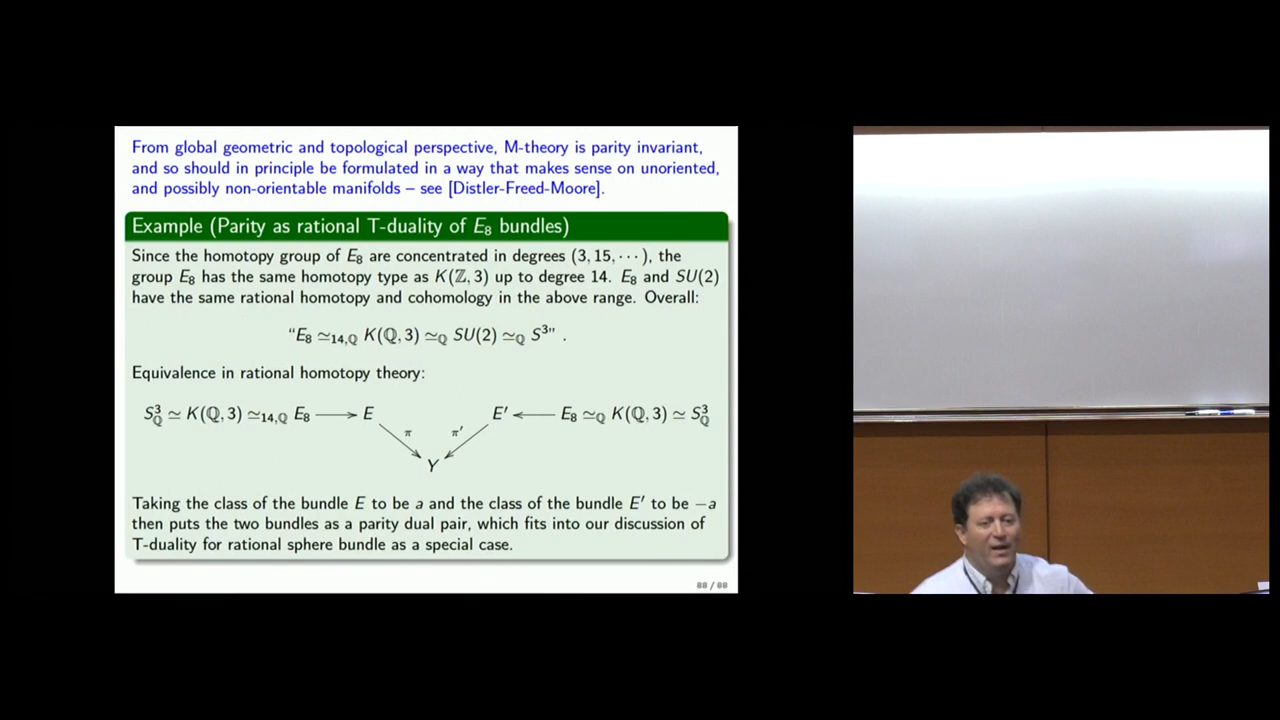 From global geometric and topological perspective, M-theory is parity invariant,
and so should in principle be formulated in a way that makes sense on unoriented,
and possibly non-orientable manifolds – see [Distler-Freed-Moore].
Example (Parity as rational T-duality of E₈ bundles)
Since the homotopy group of E₈ are concentrated in degrees (3, 15, ⋯), the
group E₈ has the same homotopy type as K(ℤ, 3) up to degree 14. E₈ and SU(2)
have the same rational homotopy and cohomology in the above range. Overall:
“E₈ ≃₁₄,ℚ K(ℚ, 3) ≃ℚ SU(2) ≃ℚ S³” .
Equivalence in rational homotopy theory:
S³ℚ ≃ K(ℚ, 3) ≃₁₄,ℚ E₈ ⟶ E E′ ⟵ E₈ ≃ℚ K(ℚ, 3) ≃ S³ℚ
π π′
Y
Taking the class of the bundle E to be a and the class of the bundle E′ to be −a
then puts the two bundles as a parity dual pair, which fits into our discussion of
T-duality for rational sphere bundle as a special case.
88 / 88